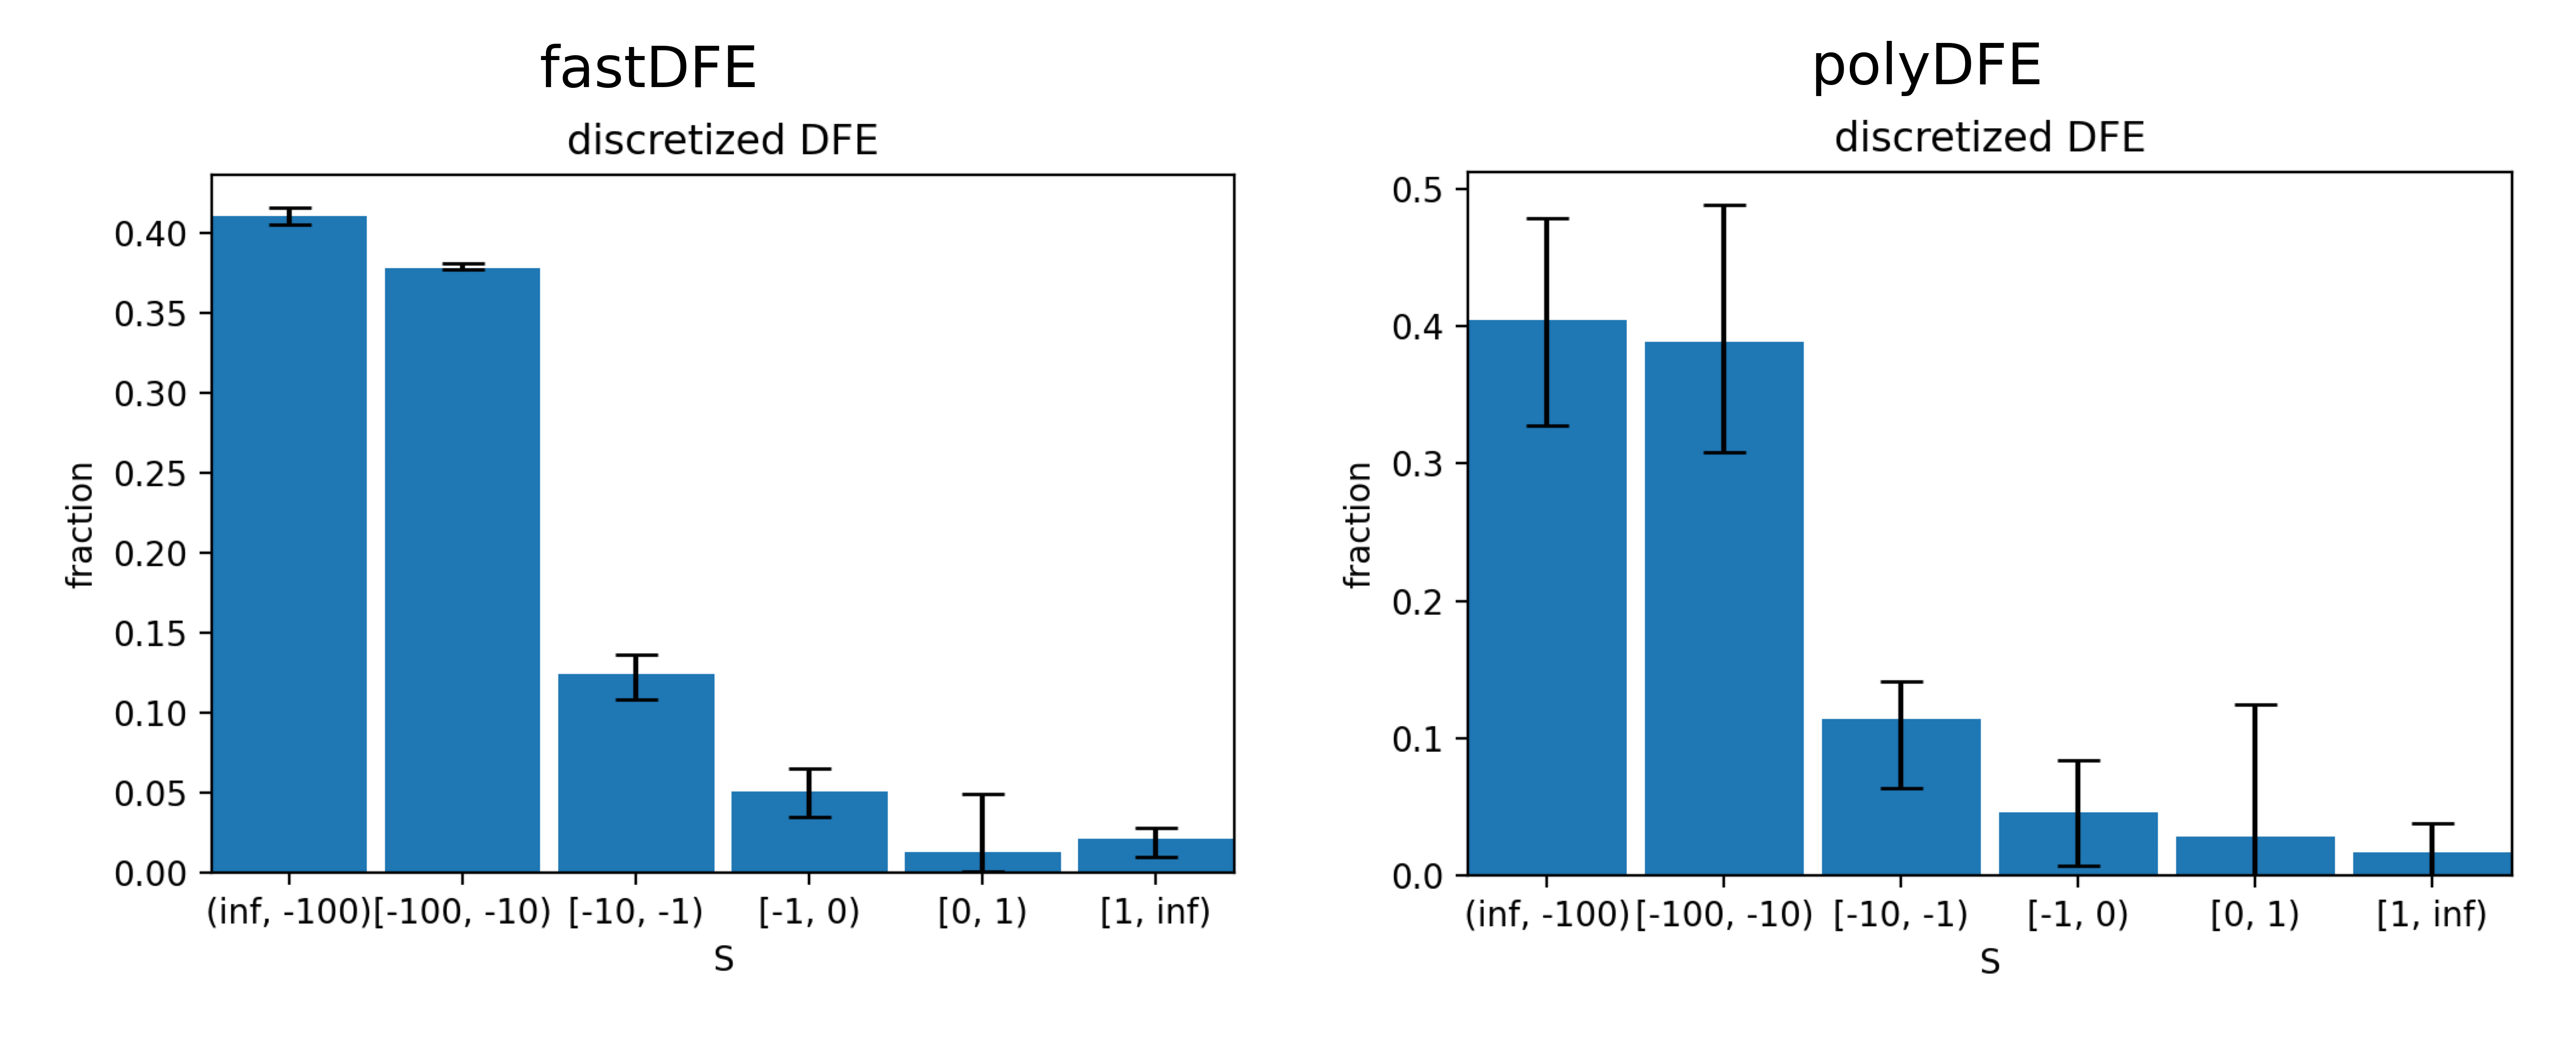 fastDFE
discretized DFE
0.40
0.35
0.30
0.25
0.20
0.15
0.10
0.05
0.00
fraction
(inf, -100) [-100, -10) [-10, -1) [-1, 0) [0, 1) [1, inf)
S
polyDFE
discretized DFE
0.5
0.4
0.3
0.2
0.1
0.0
fraction
(inf, -100) [-100, -10) [-10, -1) [-1, 0) [0, 1) [1, inf)
S